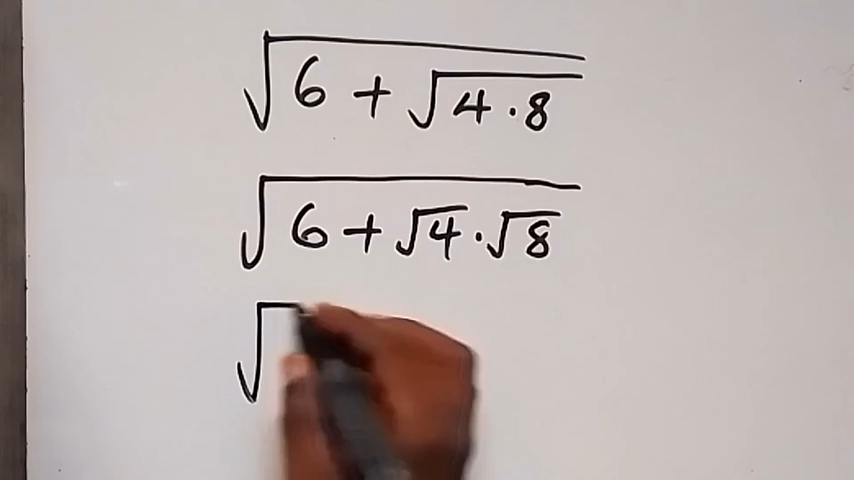 √(6 + √(4·8))
√(6 + √4·√8)
√